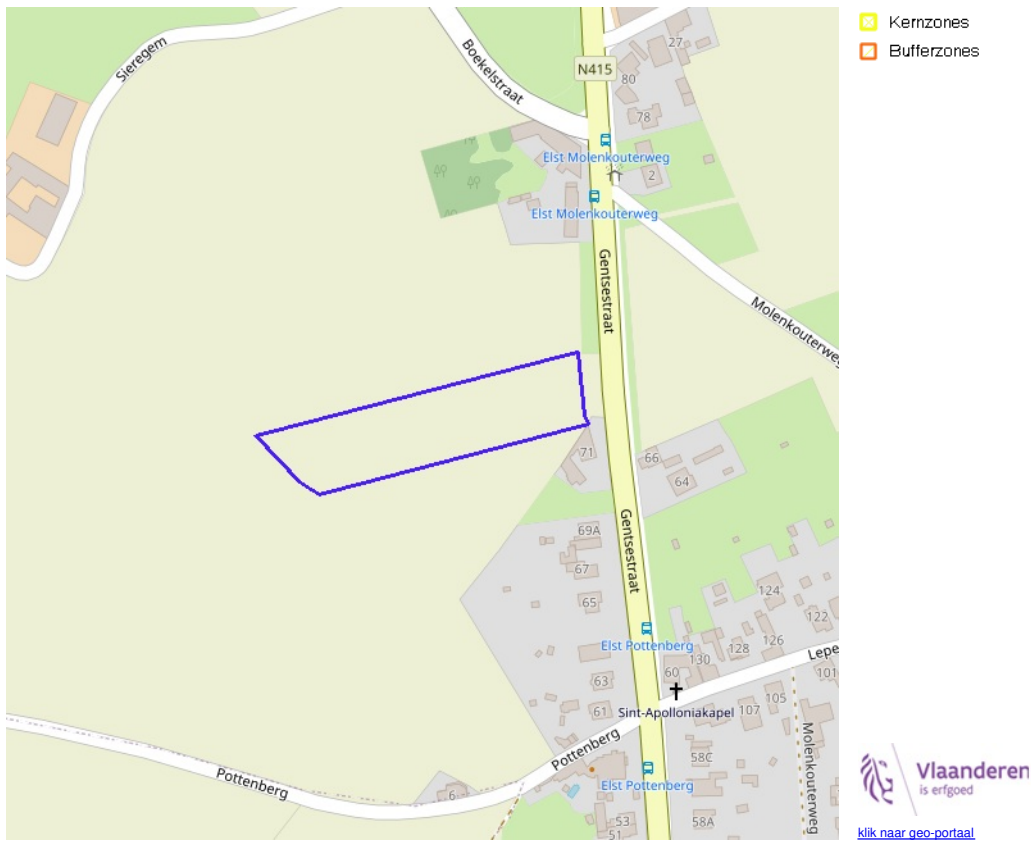 Kernzones
Bufferzones
Sieregem
Boekelstraat
N415
27
80
78
Elst Molenkouterweg
2
Elst Molenkouterweg
Gentsestraat
Molenkouterweg
71
66
64
Gentsestraat
69A
67
65
124
122
Elst Pottenberg
126
128
130
60
Lepe
101
63
61
Sint-Apolloniakapel
107
105
Molenkouterweg
Pottenberg
58C
Pottenberg
6
Elst Pottenberg
53
51
58A
Vlaanderen
is erfgoed
klik naar geo-portaal